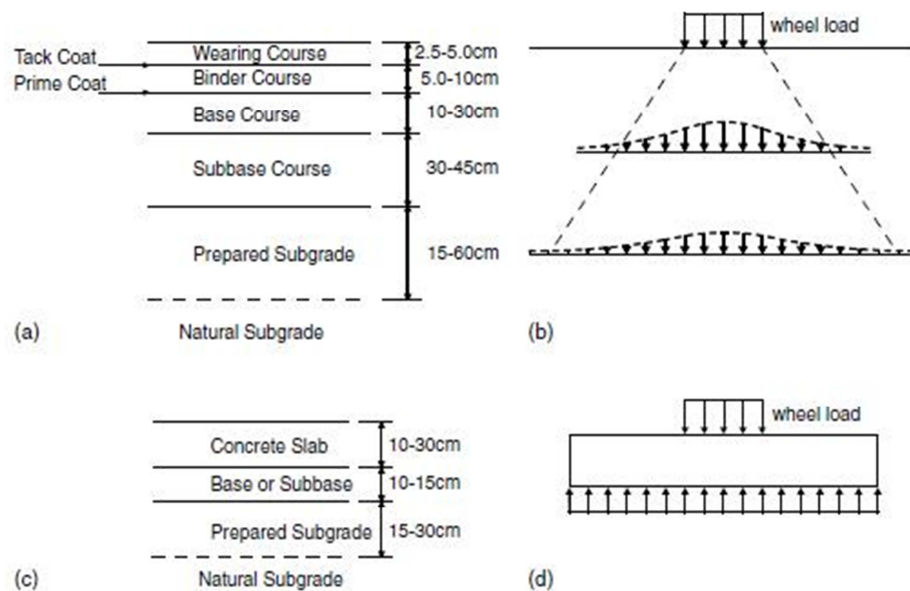 Tack Coat
Prime Coat
Wearing Course
2.5-5.0cm
Binder Course
5.0-10cm
Base Course
10-30cm
Subbase Course
30-45cm
Prepared Subgrade
15-60cm
Natural Subgrade
(a)
wheel load
(b)
Concrete Slab
10-30cm
Base or Subbase
10-15cm
Prepared Subgrade
15-30cm
Natural Subgrade
(c)
wheel load
(d)